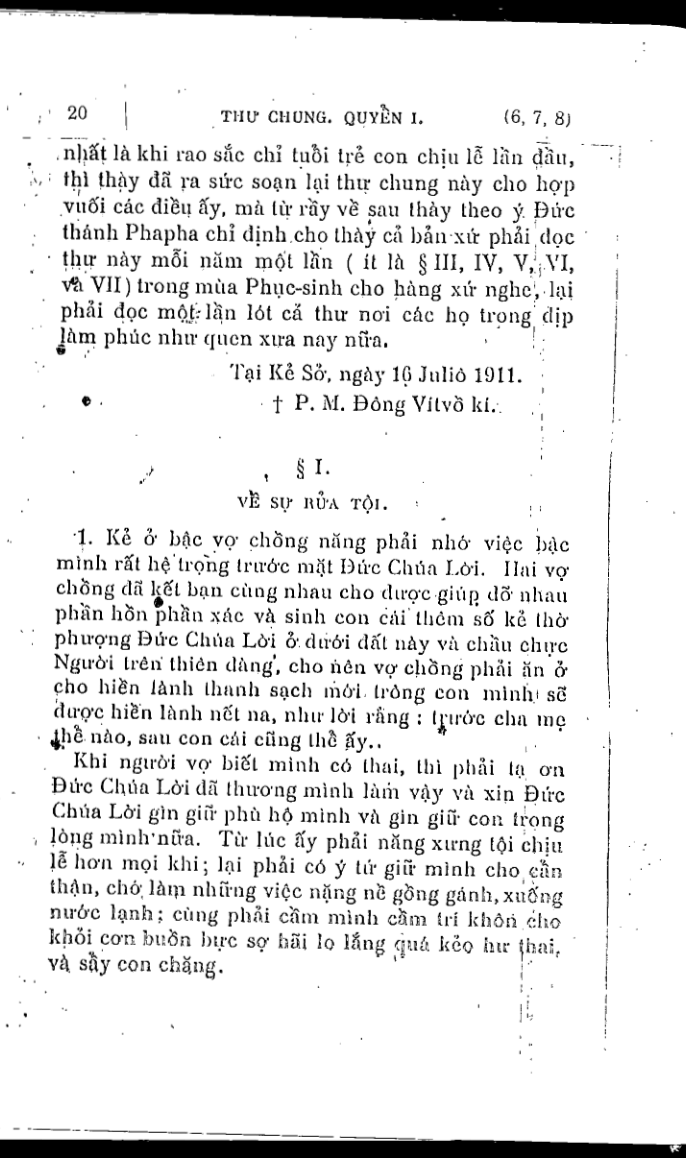 20 THƯ CHUNG. QUYỂN I. (6, 7, 8)
nhất là khi rao sắc chỉ tuổi trẻ con chịu lễ lần đầu,
thì thày đã ra sức soạn lại thư chung này cho hợp
vuối các điều ấy, mà từ rầy về sau thày theo ý Đức
thánh Phapha chỉ định cho thày cả bản xứ phải đọc
thư này mỗi năm một lần ( ít là § III, IV, V, VI,
và VII) trong mùa Phục-sinh cho hàng xứ nghe, lại
phải đọc một lần lót cả thư nơi các họ trong dịp
làm phúc như quen xưa nay nữa.
Tại Kẻ Sở, ngày 16 Juliô 1911.
† P. M. Đông Vitvồ kí.
§ I.
VỀ SỰ RỬA TỘI.
1. Kẻ ở bậc vợ chồng năng phải nhớ việc bậc
mình rất hệ trọng trước mặt Đức Chúa Lời. Hai vợ
chồng đã kết bạn cùng nhau cho được giúp đỡ nhau
phần hồn phần xác và sinh con cái thêm số kẻ thờ
phượng Đức Chúa Lời ở dưới đất này và chầu chực
Người trên thiên đàng, cho nên vợ chồng phải ăn ở
cho hiền lành thanh sạch mới trông con mình sẽ
được hiền lành nết na, như lời rằng : trước cha mẹ
thể nào, sau con cái cũng thể ấy..
Khi người vợ biết mình có thai, thì phải tạ ơn
Đức Chúa Lời đã thương mình làm vậy và xin Đức
Chúa Lời gìn giữ phù hộ mình và gìn giữ con trong
lòng mình nữa. Từ lúc ấy phải năng xưng tội chịu
lễ hơn mọi khi; lại phải có ý tứ giữ mình cho cẩn
thận, chớ làm những việc nặng nề gồng gánh, xuống
nước lạnh; cùng phải cầm mình cầm trí khôn cho
khỏi cơn buồn bực sợ hãi lo lắng quá kẻo hư thai,
và sẩy con chăng.